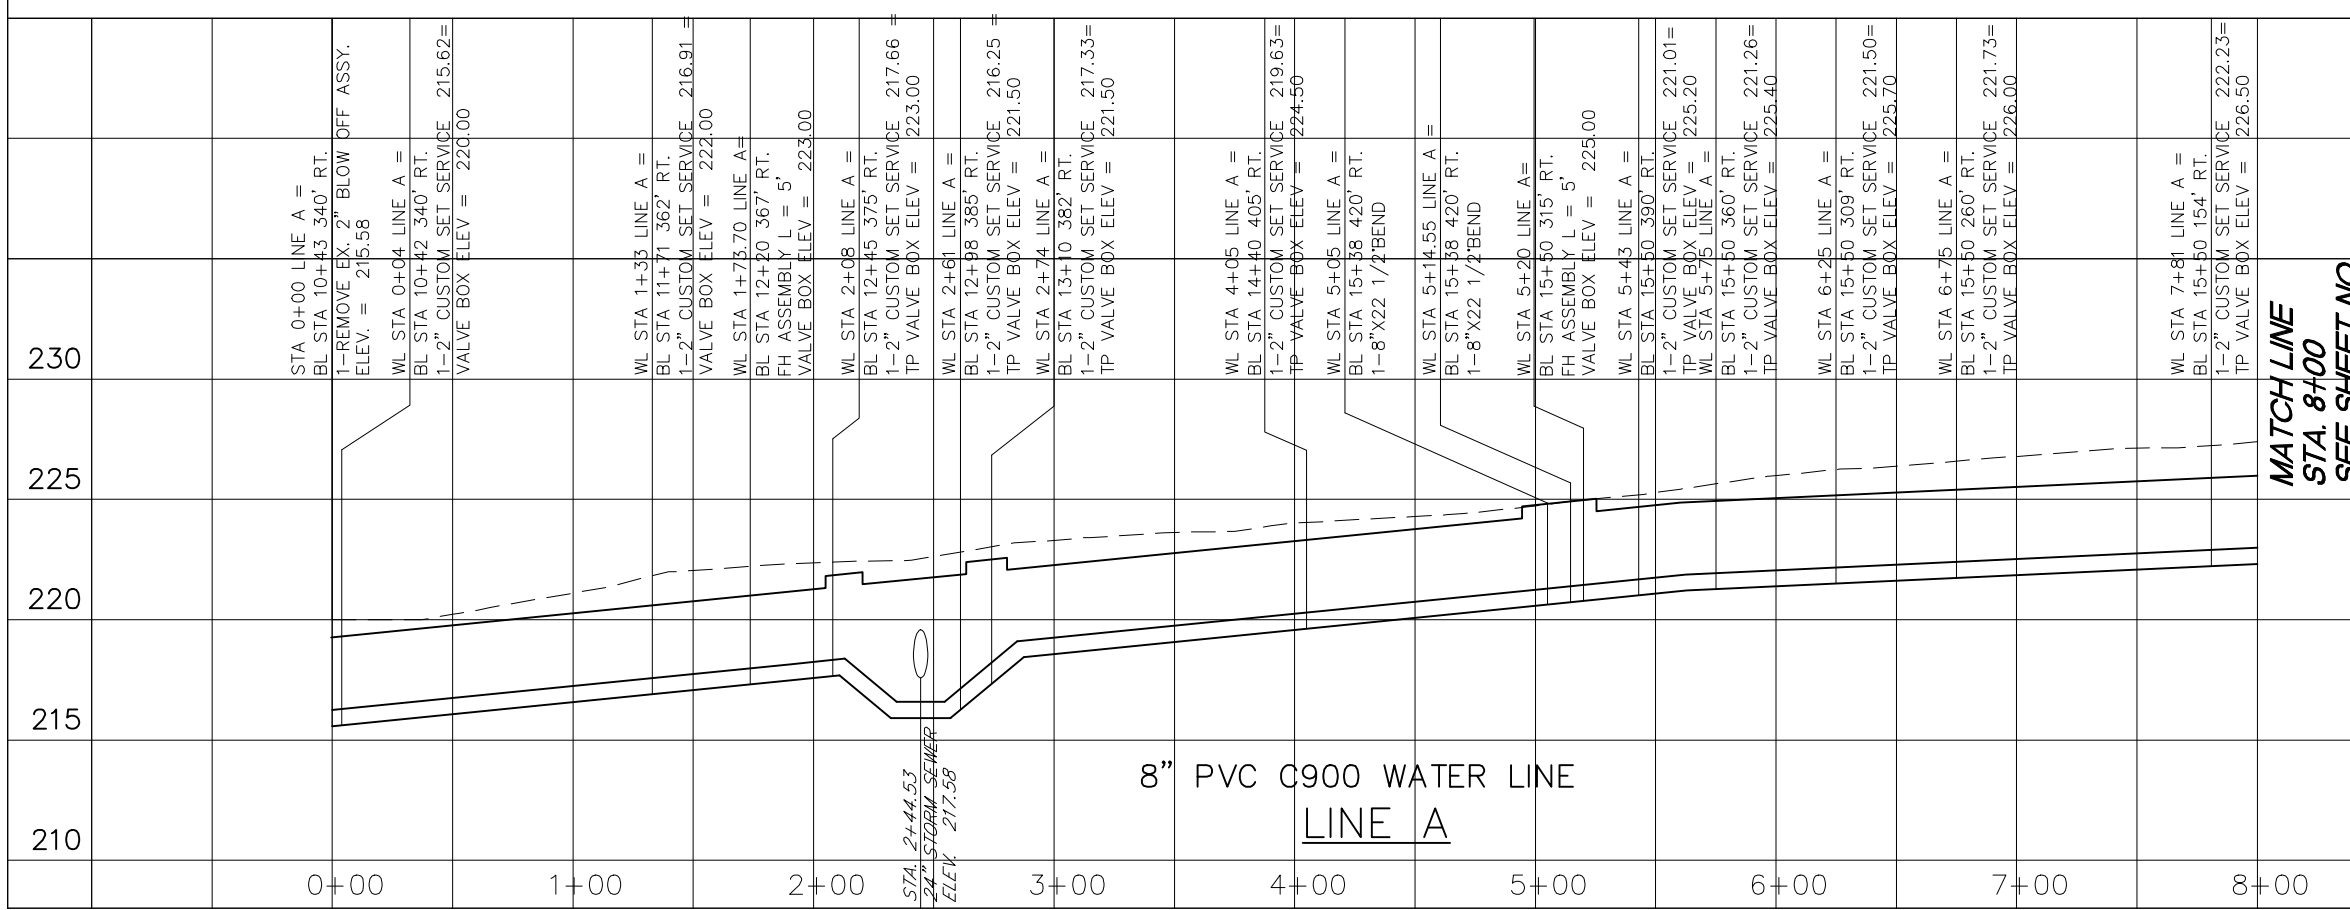 STA 0+00 LINE A =
BL STA 10+43 340' RT.
1-REMOVE EX. 2" BLOW OFF ASSY.
ELEV. = 215.58
WL STA 0+04 LINE A =
BL STA 10+42 340' RT.
1-2" CUSTOM SET SERVICE 215.62=
VALVE BOX ELEV = 220.00
WL STA 1+33 LINE A =
BL STA 11+71 362' RT.
1-2" CUSTOM SET SERVICE 216.91 =
VALVE BOX ELEV = 222.00
WL STA 1+73.70 LINE A=
BL STA 12+20 367' RT.
FH ASSEMBLY L = 5'
VALVE BOX ELEV = 223.00
WL STA 2+08 LINE A =
BL STA 12+45 375' RT.
1-2" CUSTOM SET SERVICE 217.66 =
TP VALVE BOX ELEV = 223.00
WL STA 2+61 LINE A =
BL STA 12+98 385' RT.
1-2" CUSTOM SET SERVICE 216.25 =
TP VALVE BOX ELEV = 221.50
WL STA 2+74 LINE A =
BL STA 13+10 382' RT.
1-2" CUSTOM SET SERVICE 217.33=
TP VALVE BOX ELEV = 221.50
WL STA 4+05 LINE A =
BL STA 14+40 405' RT.
1-2" CUSTOM SET SERVICE 219.63=
TP VALVE BOX ELEV = 224.50
WL STA 5+05 LINE A =
BL STA 15+38 420' RT.
1-8"X22 1/2"BEND
WL STA 5+14.55 LINE A =
BL STA 15+38 420' RT.
1-8"X22 1/2"BEND
WL STA 5+20 LINE A=
BL STA 15+50 315' RT.
FH ASSEMBLY L = 5'
VALVE BOX ELEV = 225.00
WL STA 5+43 LINE A =
BL STA 15+50 390' RT.
1-2" CUSTOM SET SERVICE 221.01=
TP VALVE BOX ELEV = 225.20
WL STA 5+75 LINE A =
BL STA 15+50 360' RT.
1-2" CUSTOM SET SERVICE 221.26=
TP VALVE BOX ELEV = 225.40
WL STA 6+25 LINE A =
BL STA 15+50 309' RT.
1-2" CUSTOM SET SERVICE 221.50=
TP VALVE BOX ELEV = 225.70
WL STA 6+75 LINE A =
BL STA 15+50 260' RT.
1-2" CUSTOM SET SERVICE 221.73=
TP VALVE BOX ELEV = 226.00
WL STA 7+81 LINE A =
BL STA 15+50 154' RT.
1-2" CUSTOM SET SERVICE 222.23=
TP VALVE BOX ELEV = 226.50
MATCH LINE
STA. 8+00
SEE SHEET NO
230
225
220
215
210
STA. 2+44.53
24" STORM SEWER
ELEV. 217.58
8" PVC C900 WATER LINE
LINE A
0+00 1+00 2+00 3+00 4+00 5+00 6+00 7+00 8+00